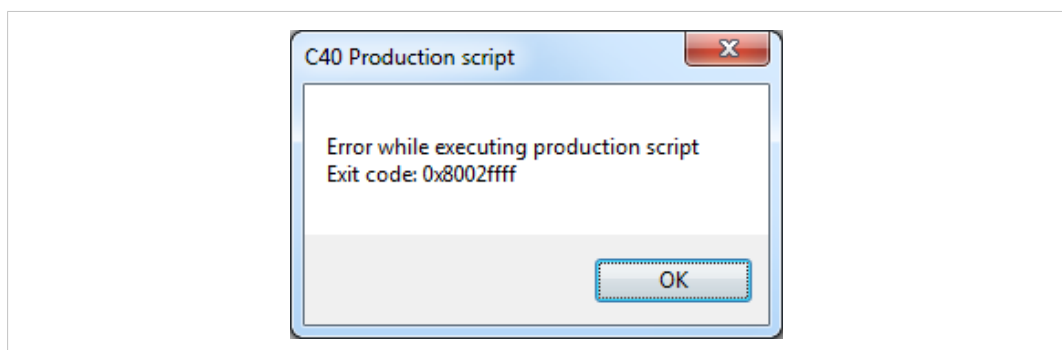 C40 Production script
Error while executing production script
Exit code: 0x8002ffff
OK